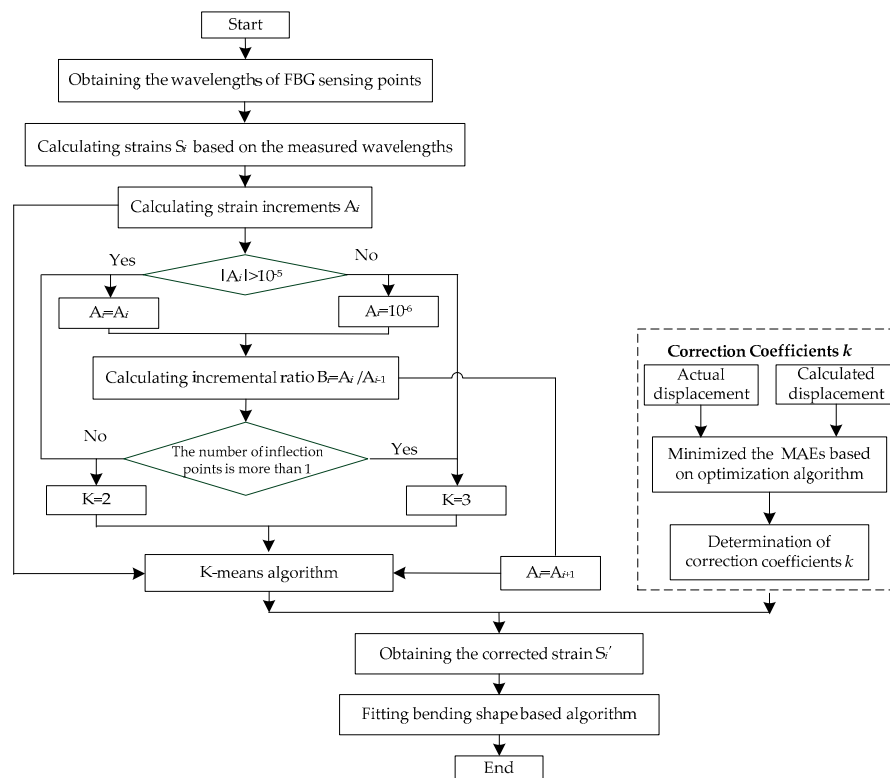 Start
Obtaining the wavelengths of FBG sensing points
Calculating strains Si based on the measured wavelengths
Calculating strain increments Ai
Yes
No
|Ai|>10-5
Ai=Ai
Ai=10-6
Calculating incremental ratio Bi=Ai/Ai-1
No
Yes
The number of inflection
points is more than 1
K=2
K=3
K-means algorithm
Ai=Ai+1
Correction Coefficients k
Actual
displacement
Calculated
displacement
Minimized the MAEs based
on optimization algorithm
Determination of
correction coefficients k
Obtaining the corrected strain Si′
Fitting bending shape based algorithm
End